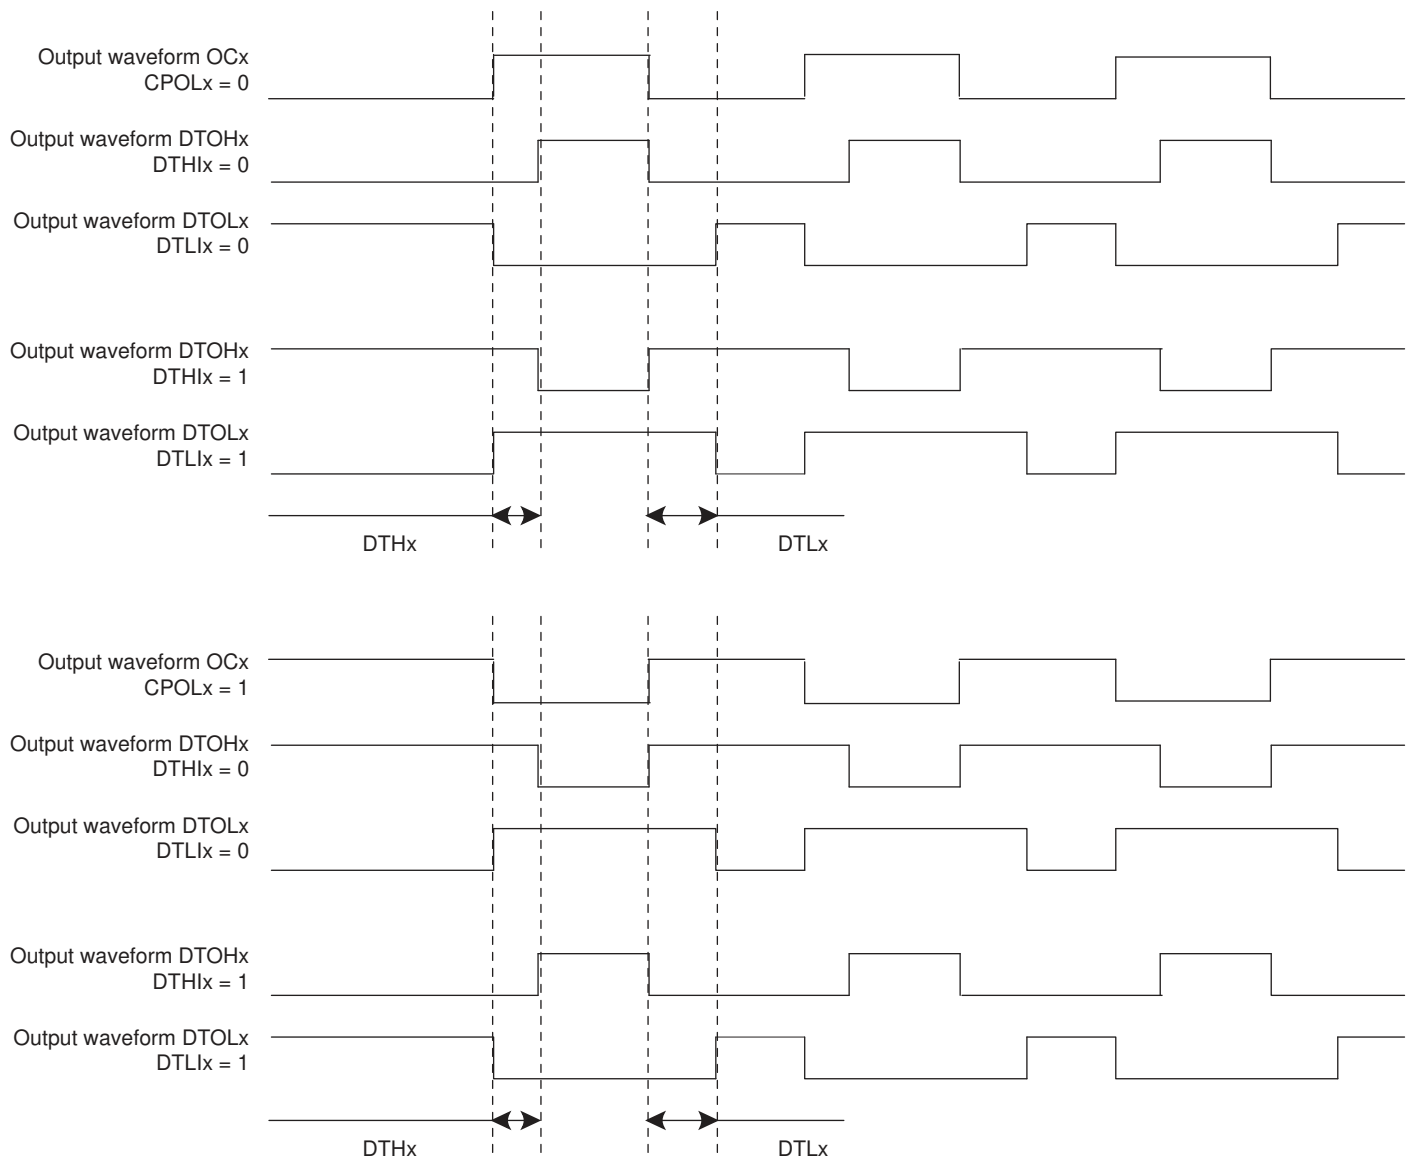 Output waveform OCx
CPOLx = 0
Output waveform DTOHx
DTHIx = 0
Output waveform DTOLx
DTLIx = 0
Output waveform DTOHx
DTHIx = 1
Output waveform DTOLx
DTLIx = 1
DTHx
DTLx
Output waveform OCx
CPOLx = 1
Output waveform DTOHx
DTHIx = 0
Output waveform DTOLx
DTLIx = 0
Output waveform DTOHx
DTHIx = 1
Output waveform DTOLx
DTLIx = 1
DTHx
DTLx